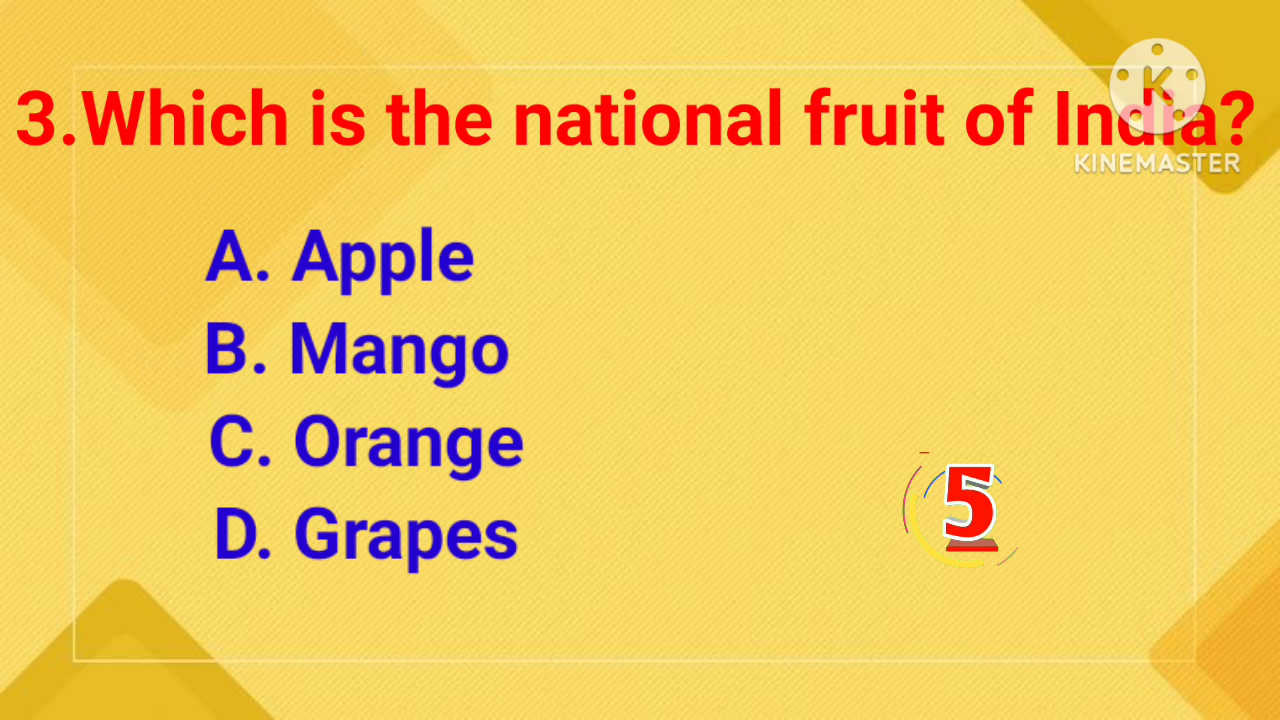 3.Which is the national fruit of India?
K
KINEMASTER
A. Apple
B. Mango
C. Orange
D. Grapes
5